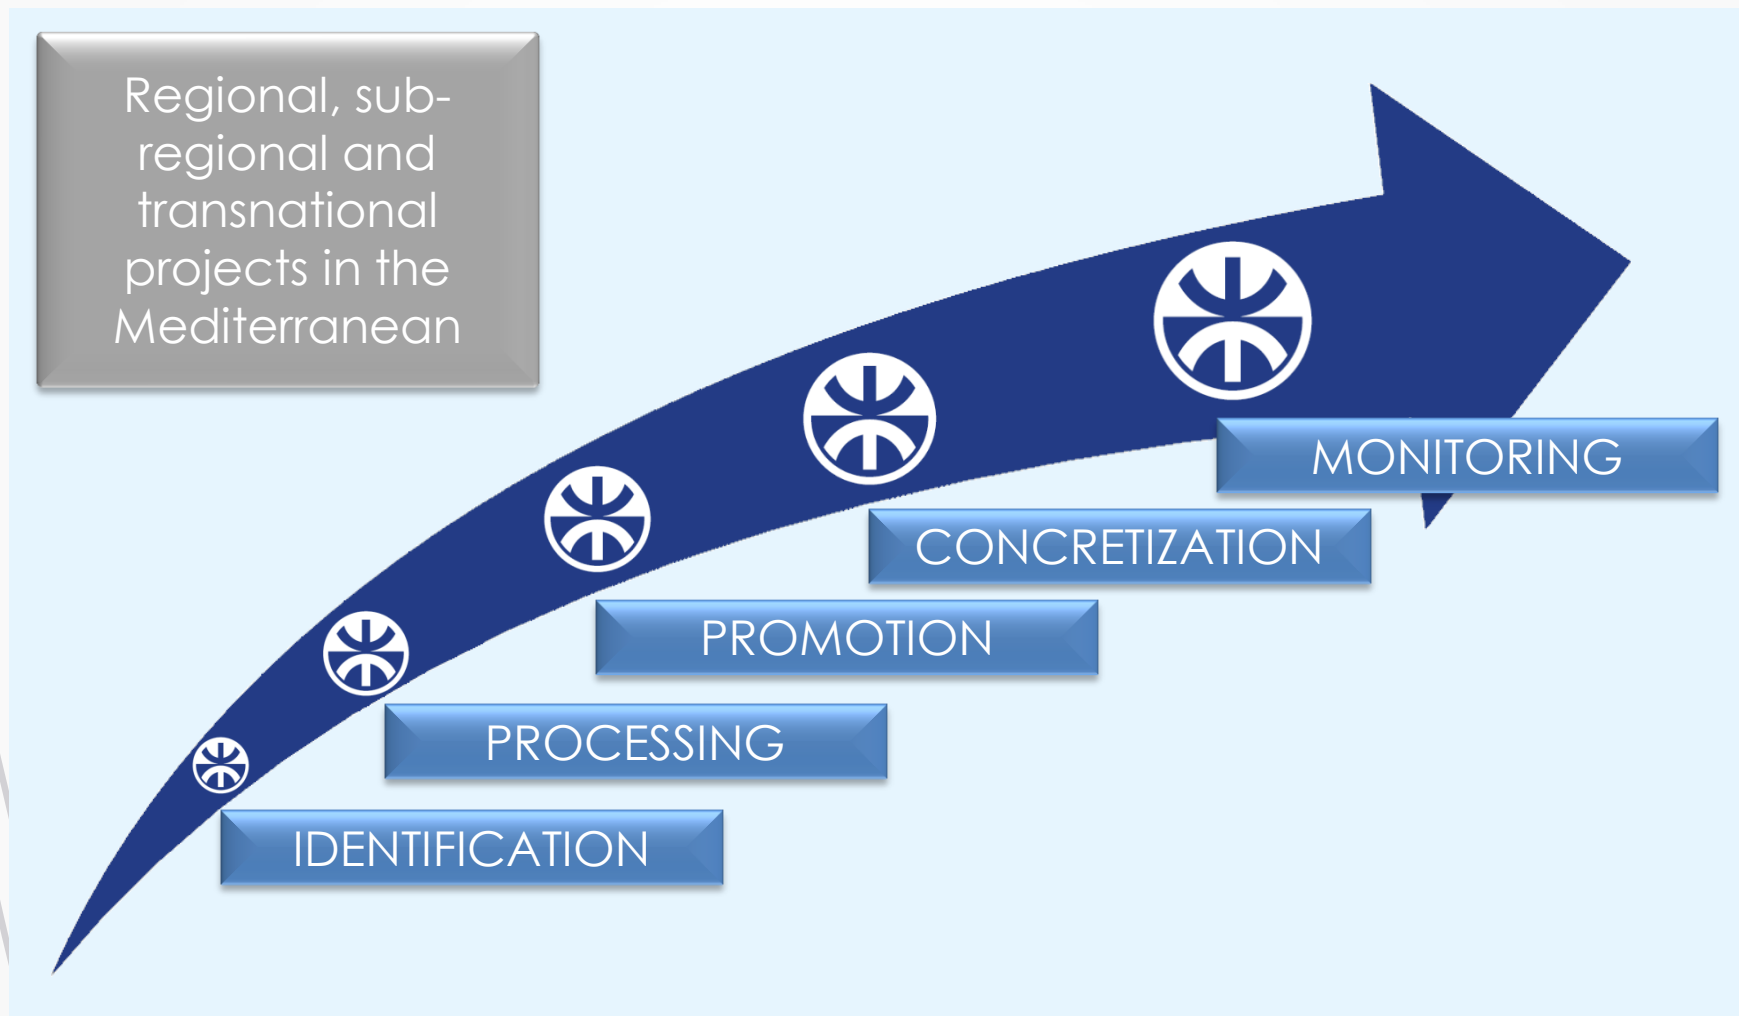 Regional, sub-
regional and
transnational
projects in the
Mediterranean
MONITORING
CONCRETIZATION
PROMOTION
PROCESSING
IDENTIFICATION